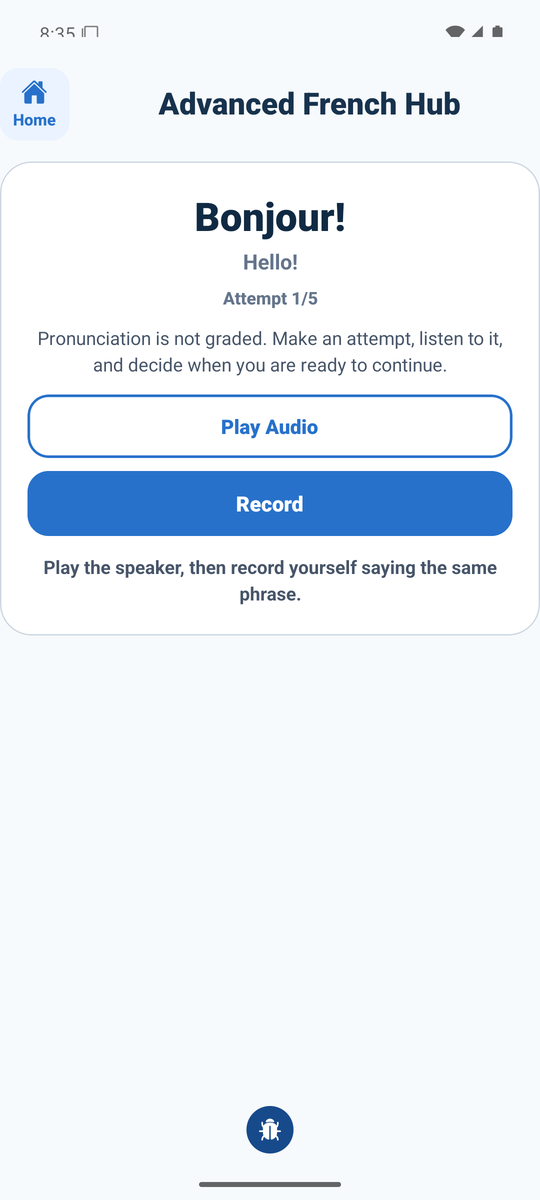 8:35
Home
Advanced French Hub
Bonjour!
Hello!
Attempt 1/5
Pronunciation is not graded. Make an attempt, listen to it,
and decide when you are ready to continue.
Play Audio
Record
Play the speaker, then record yourself saying the same
phrase.